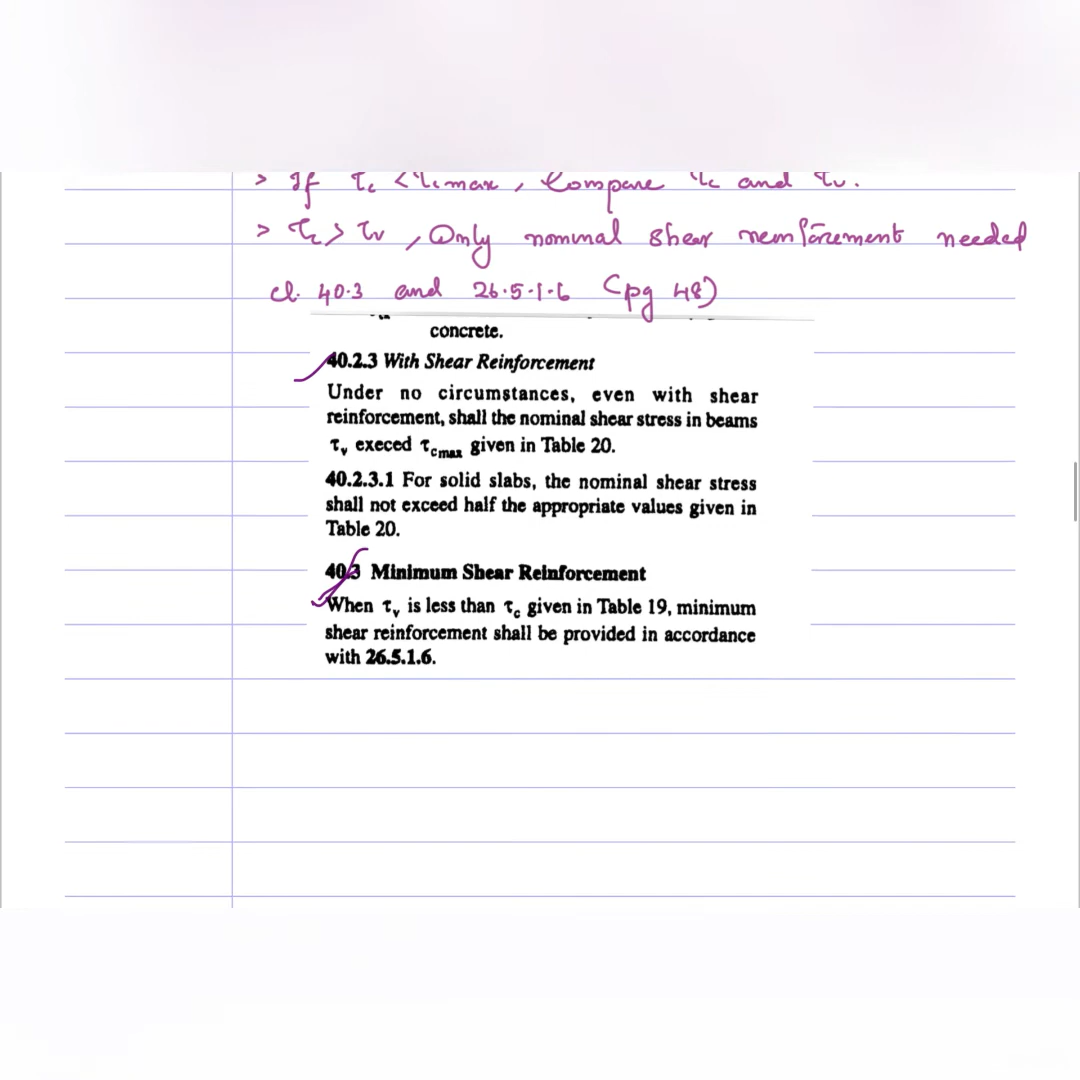 > If τc < τcmax, Compare τc and τv.
> τc > τv, Only nominal shear reinforcement needed
cl. 40.3 and 26.5.1.6 (pg 48)
concrete.
40.2.3 With Shear Reinforcement
Under no circumstances, even with shear
reinforcement, shall the nominal shear stress in beams
τv execed τcmax given in Table 20.
40.2.3.1 For solid slabs, the nominal shear stress
shall not exceed half the appropriate values given in
Table 20.
40.3 Minimum Shear Reinforcement
When τv is less than τc given in Table 19, minimum
shear reinforcement shall be provided in accordance
with 26.5.1.6.